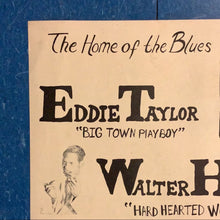 The Home of the Blues
EDDIE TAYLOR
"BIG TOWN PLAYBOY"
WALTER H
"HARD HEARTED W